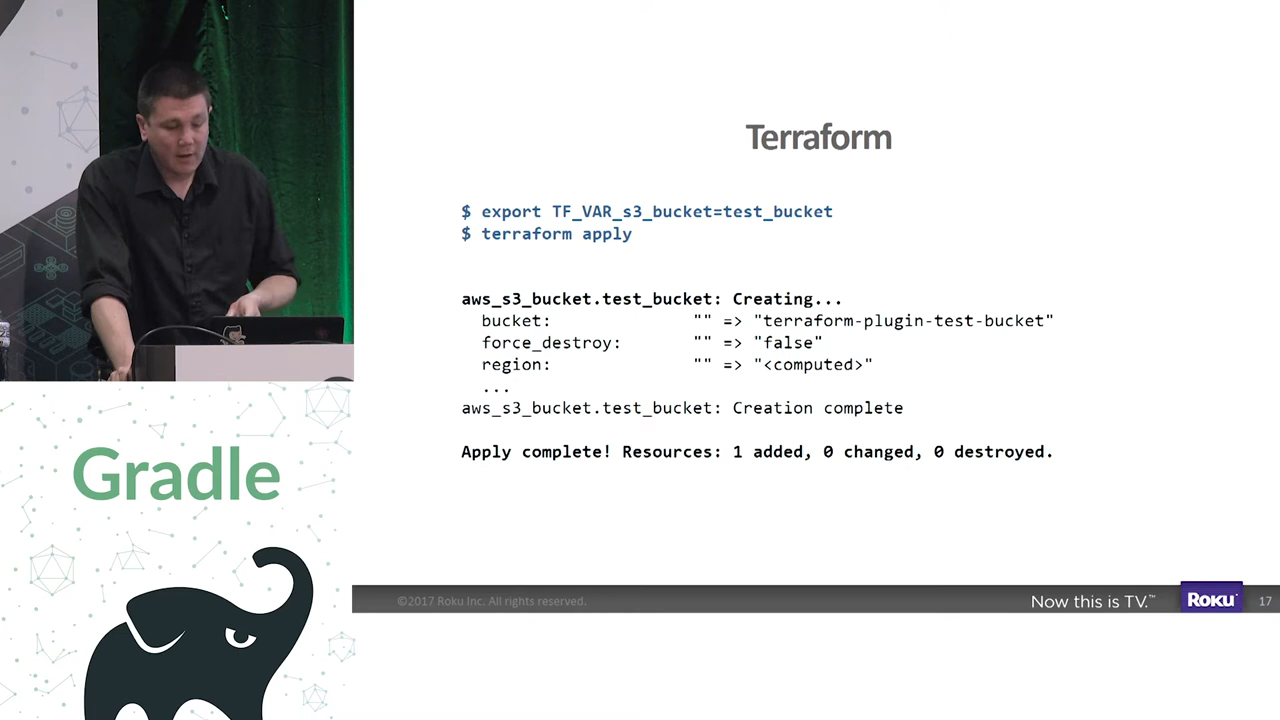 Terraform
$ export TF_VAR_s3_bucket=test_bucket
$ terraform apply
aws_s3_bucket.test_bucket: Creating...
bucket: "" => "terraform-plugin-test-bucket"
force_destroy: "" => "false"
region: "" => "<computed>"
...
aws_s3_bucket.test_bucket: Creation complete
Apply complete! Resources: 1 added, 0 changed, 0 destroyed.
Gradle
©2017 Roku Inc. All rights reserved.
Now this is TV.™
Roku
17